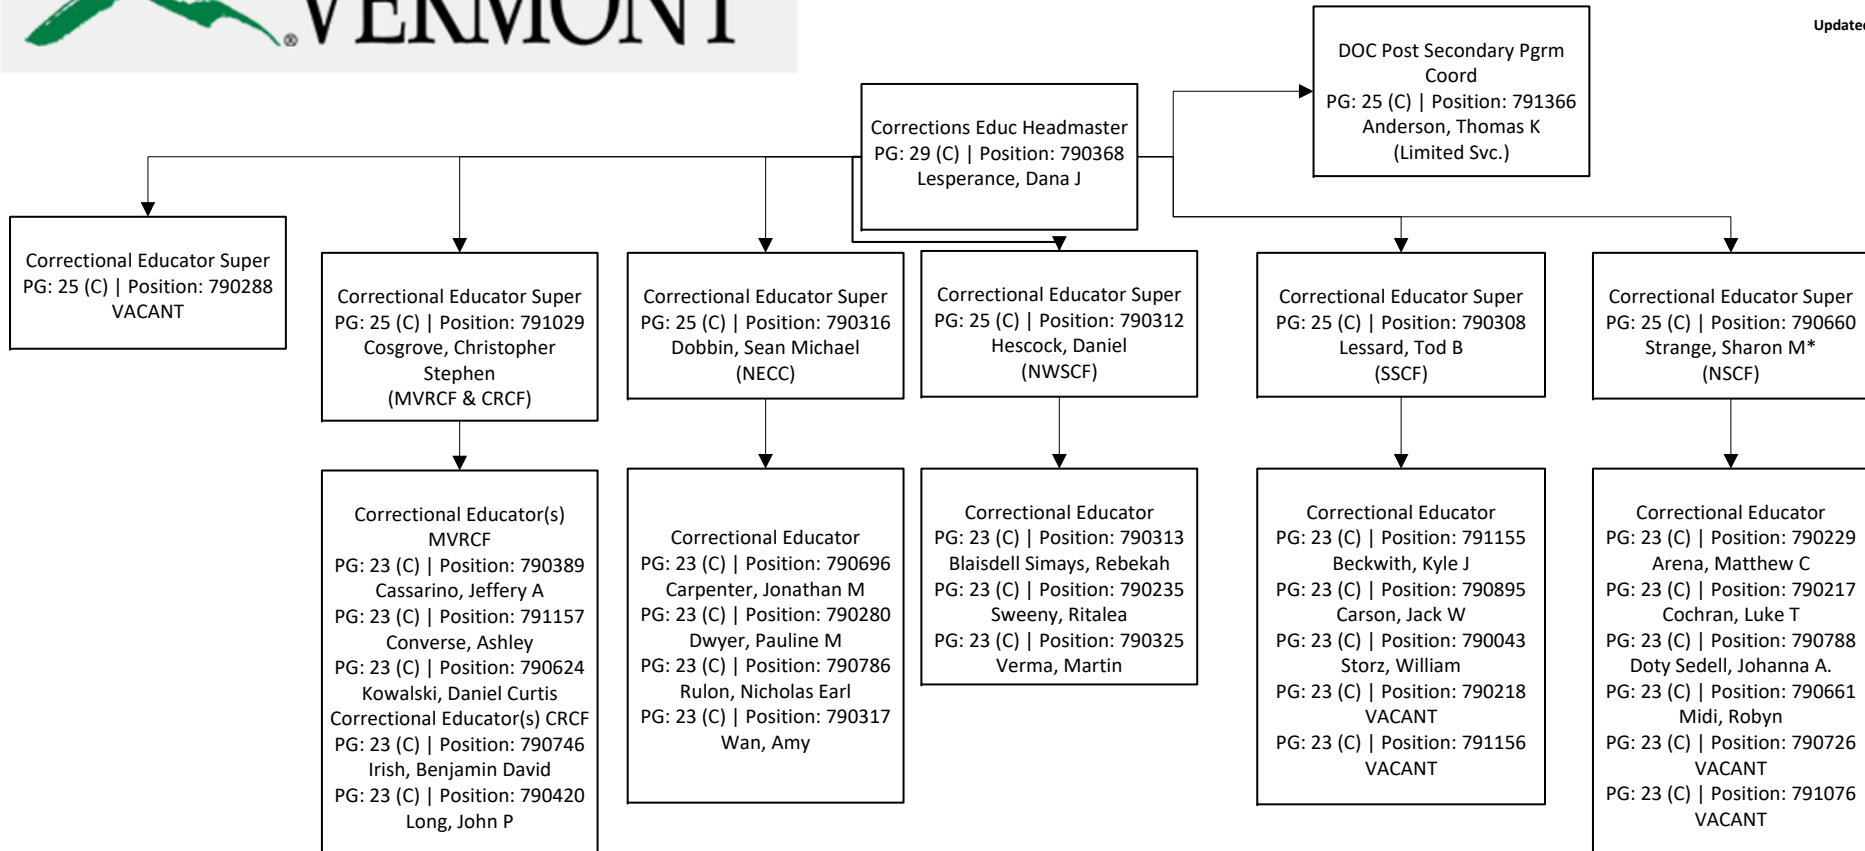 VERMONT
®
Updated
DOC Post Secondary Pgrm
Coord
PG: 25 (C) | Position: 791366
Anderson, Thomas K
(Limited Svc.)
Corrections Educ Headmaster
PG: 29 (C) | Position: 790368
Lesperance, Dana J
Correctional Educator Super
PG: 25 (C) | Position: 790288
VACANT
Correctional Educator Super
PG: 25 (C) | Position: 791029
Cosgrove, Christopher
Stephen
(MVRCF & CRCF)
Correctional Educator Super
PG: 25 (C) | Position: 790316
Dobbin, Sean Michael
(NECC)
Correctional Educator Super
PG: 25 (C) | Position: 790312
Hescock, Daniel
(NWSCF)
Correctional Educator Super
PG: 25 (C) | Position: 790308
Lessard, Tod B
(SSCF)
Correctional Educator Super
PG: 25 (C) | Position: 790660
Strange, Sharon M*
(NSCF)
Correctional Educator(s)
MVRCF
PG: 23 (C) | Position: 790389
Cassarino, Jeffery A
PG: 23 (C) | Position: 791157
Converse, Ashley
PG: 23 (C) | Position: 790624
Kowalski, Daniel Curtis
Correctional Educator(s) CRCF
PG: 23 (C) | Position: 790746
Irish, Benjamin David
PG: 23 (C) | Position: 790420
Long, John P
Correctional Educator
PG: 23 (C) | Position: 790696
Carpenter, Jonathan M
PG: 23 (C) | Position: 790280
Dwyer, Pauline M
PG: 23 (C) | Position: 790786
Rulon, Nicholas Earl
PG: 23 (C) | Position: 790317
Wan, Amy
Correctional Educator
PG: 23 (C) | Position: 790313
Blaisdell Simays, Rebekah
PG: 23 (C) | Position: 790235
Sweeny, Ritalea
PG: 23 (C) | Position: 790325
Verma, Martin
Correctional Educator
PG: 23 (C) | Position: 791155
Beckwith, Kyle J
PG: 23 (C) | Position: 790895
Carson, Jack W
PG: 23 (C) | Position: 790043
Storz, William
PG: 23 (C) | Position: 790218
VACANT
PG: 23 (C) | Position: 791156
VACANT
Correctional Educator
PG: 23 (C) | Position: 790229
Arena, Matthew C
PG: 23 (C) | Position: 790217
Cochran, Luke T
PG: 23 (C) | Position: 790788
Doty Sedell, Johanna A.
PG: 23 (C) | Position: 790661
Midi, Robyn
PG: 23 (C) | Position: 790726
VACANT
PG: 23 (C) | Position: 791076
VACANT